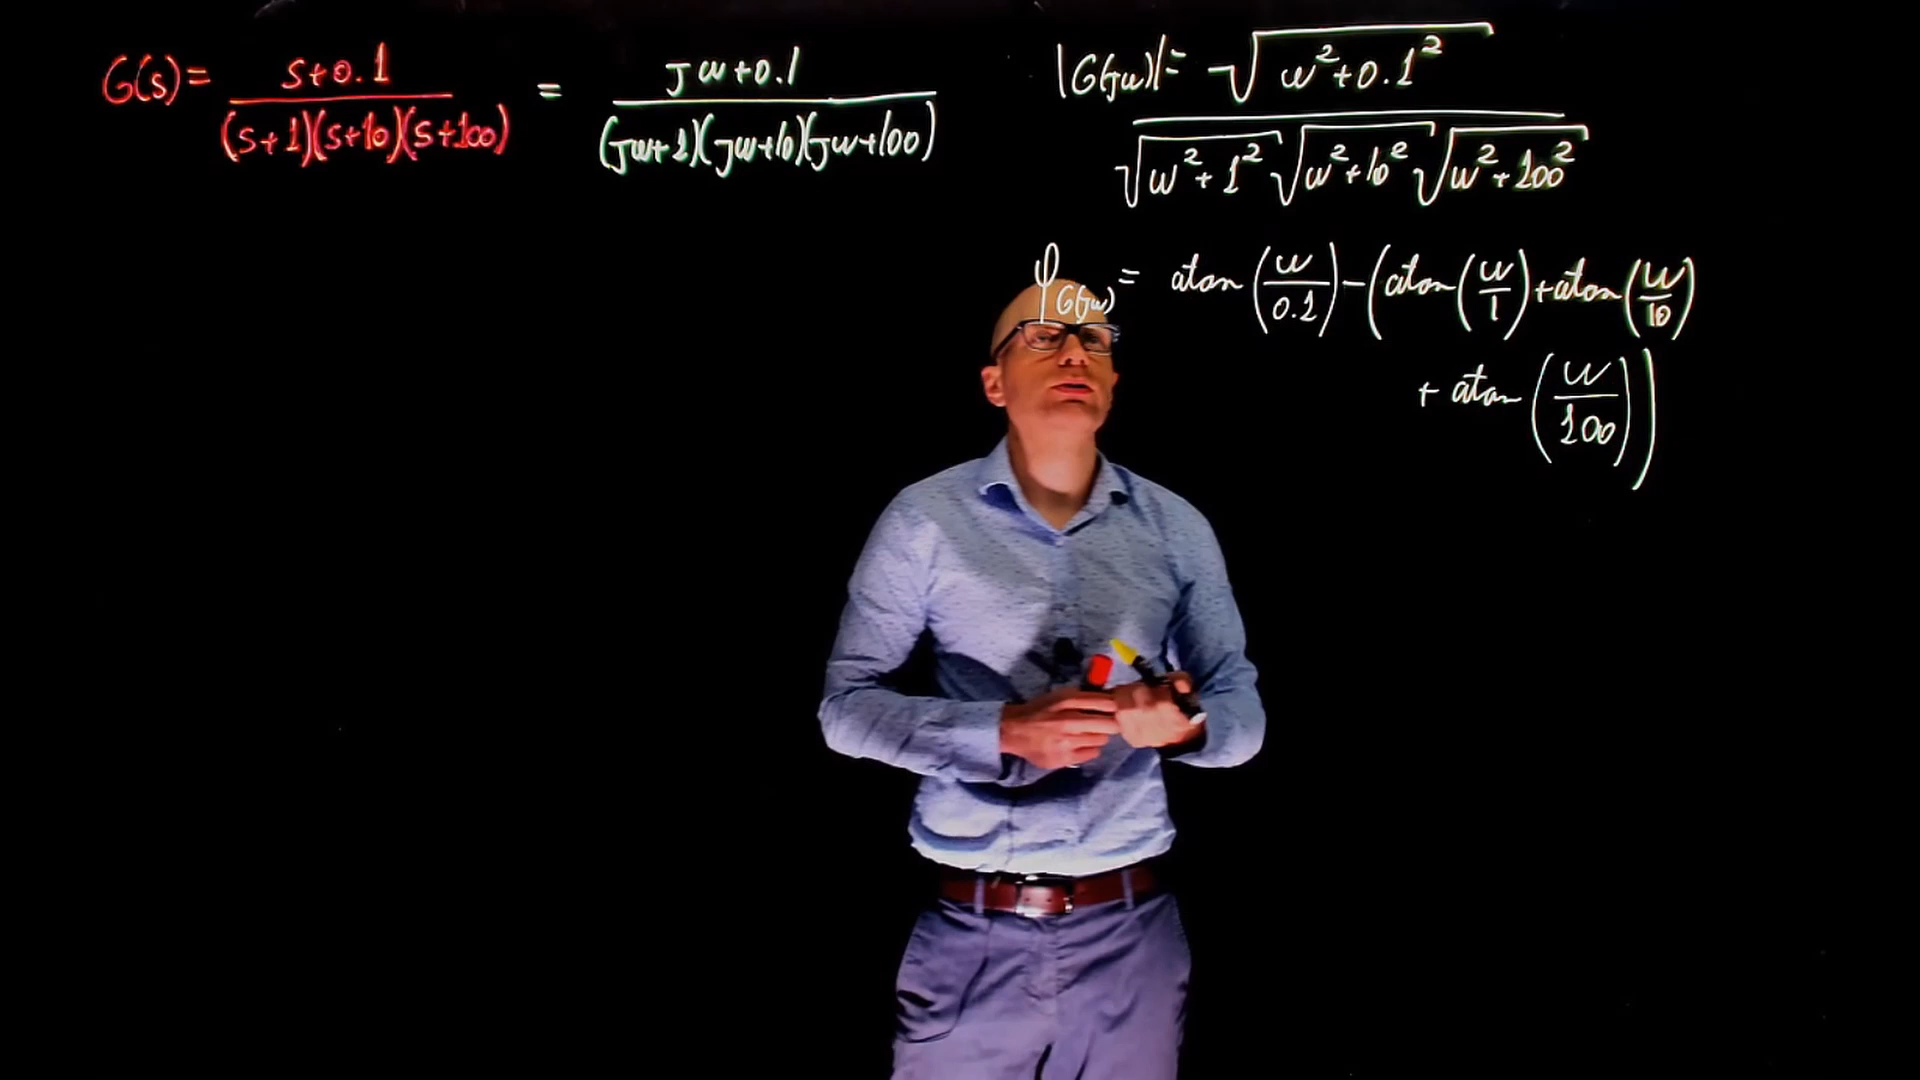 G(s) = (s+0.1)/((s+1)(s+10)(s+100)) = (jω+0.1)/((jω+1)(jω+10)(jω+100))
|G(jω)| = √(ω²+0.1²)/(√(ω²+1²) √(ω²+10²) √(ω²+100²))
φ_G(jω) = atan(ω/0.1) - (atan(ω/1) + atan(ω/10)
+ atan(ω/100))